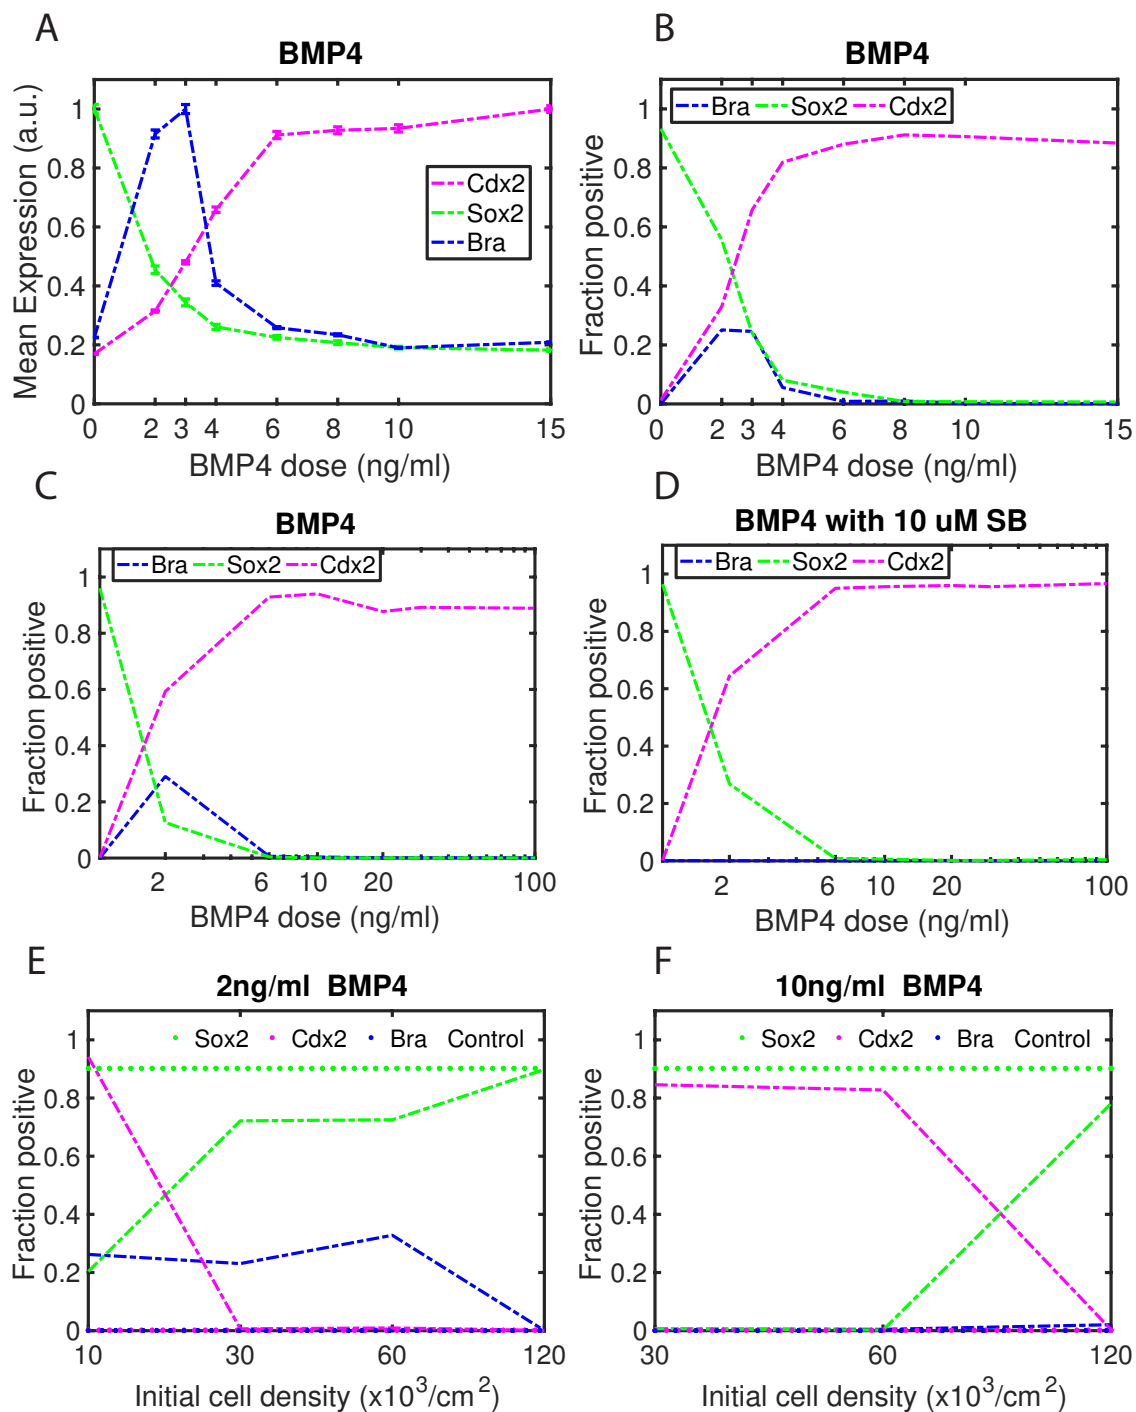 A
BMP4
Mean Expression (a.u.)
1
0.8
0.6
0.4
0.2
0
Cdx2
Sox2
Bra
0 2 3 4 6 8 10 15
BMP4 dose (ng/ml)
B
BMP4
Fraction positive
Bra Sox2 Cdx2
1
0.8
0.6
0.4
0.2
0
0 2 3 4 6 8 10 15
BMP4 dose (ng/ml)
C
BMP4
Fraction positive
Bra Sox2 Cdx2
1
0.8
0.6
0.4
0.2
0
2 6 10 20 100
BMP4 dose (ng/ml)
D
BMP4 with 10 uM SB
Fraction positive
Bra Sox2 Cdx2
1
0.8
0.6
0.4
0.2
0
2 6 10 20 100
BMP4 dose (ng/ml)
E
2ng/ml BMP4
Fraction positive
Sox2 Cdx2 Bra Control
1
0.8
0.6
0.4
0.2
0
10 30 60 120
Initial cell density (x10³/cm²)
F
10ng/ml BMP4
Fraction positive
Sox2 Cdx2 Bra Control
1
0.8
0.6
0.4
0.2
0
30 60 120
Initial cell density (x10³/cm²)